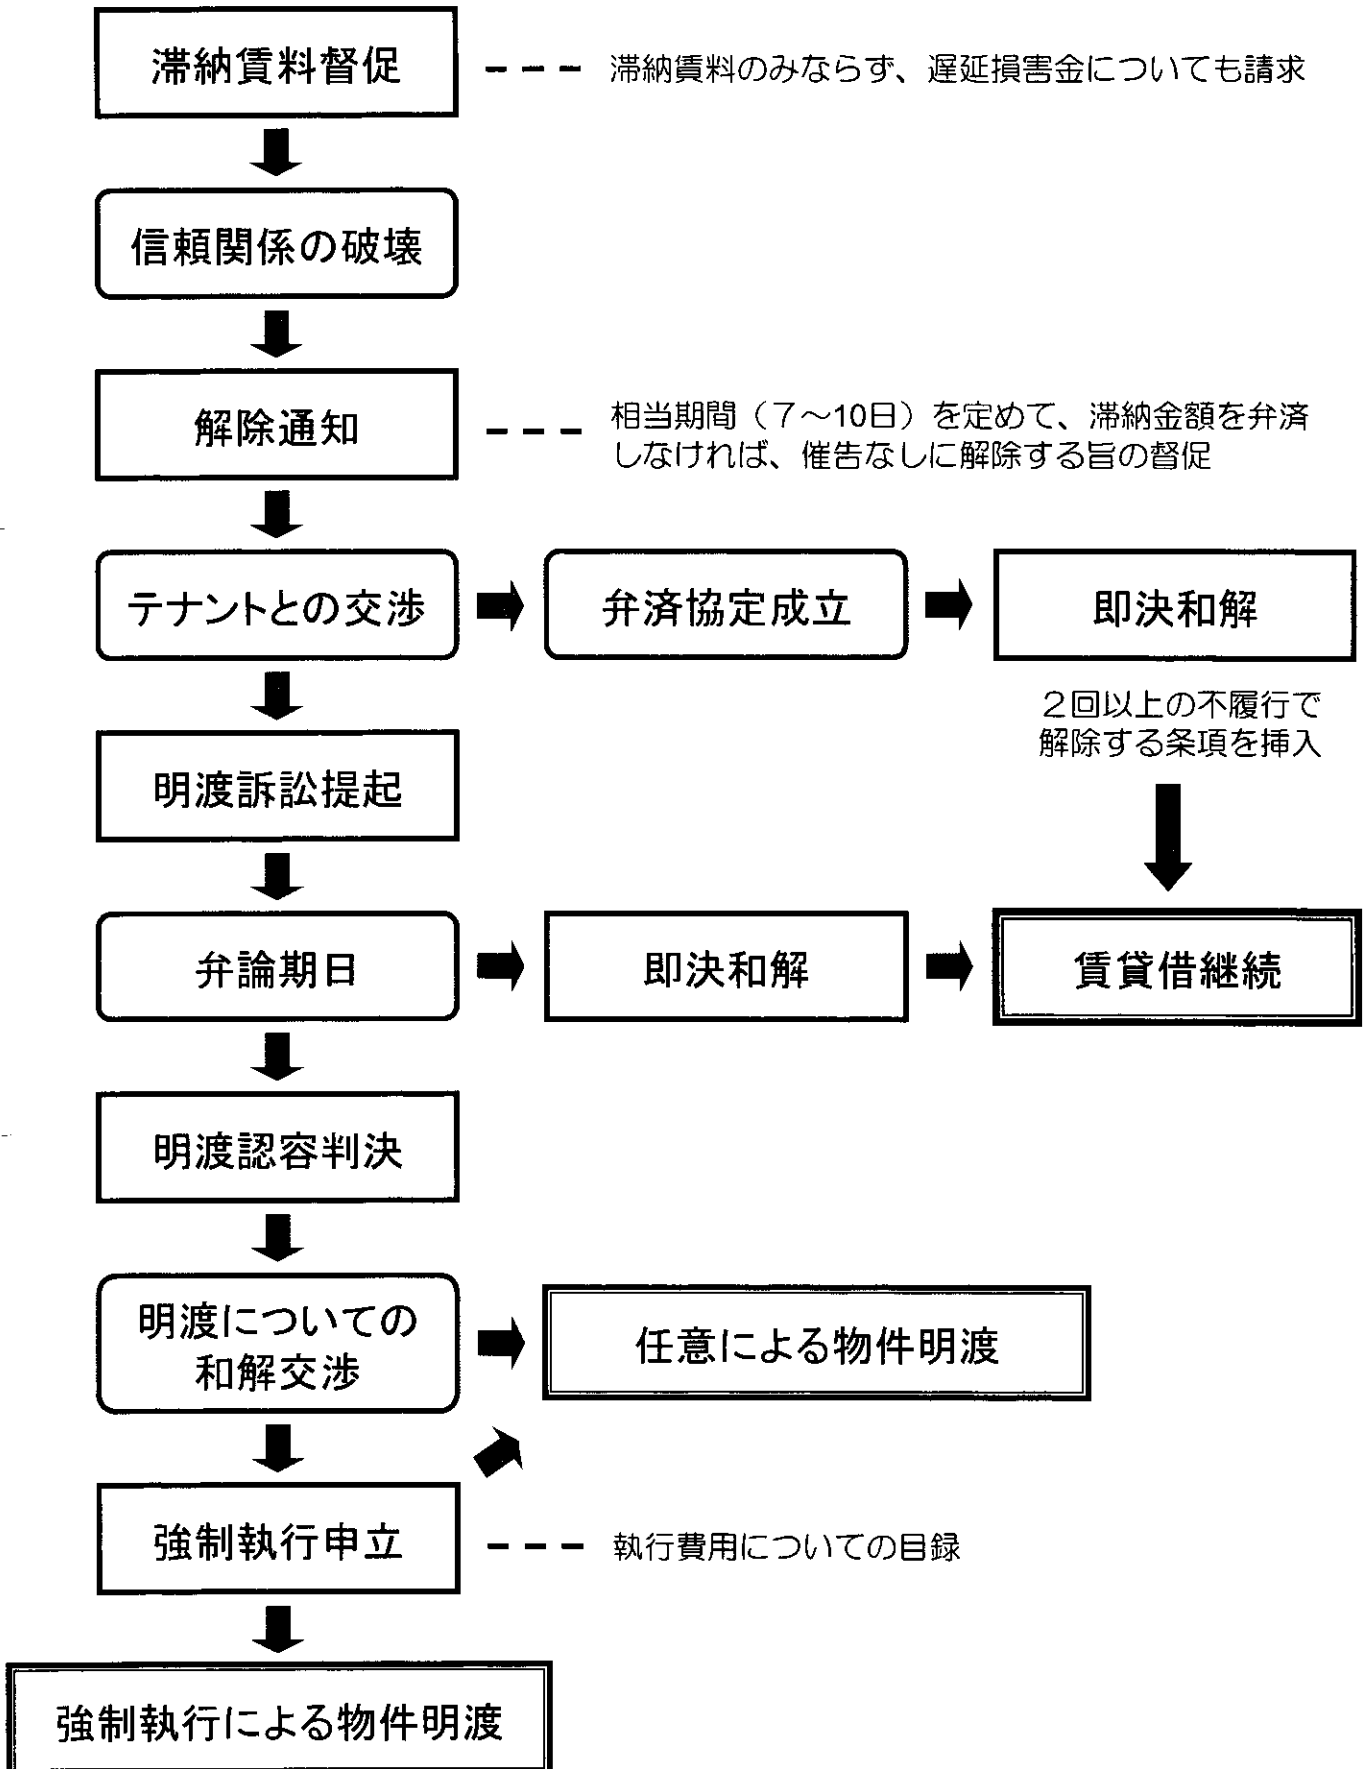 滞納賃料督促
滞納賃料のみならず、遅延損害金についても請求
信頼関係の破壊
解除通知
相当期間（７～10日）を定めて、滞納金額を弁済
しなければ、催告なしに解除する旨の督促
テナントとの交渉
弁済協定成立
即決和解
２回以上の不履行で
解除する条項を挿入
明渡訴訟提起
弁論期日
即決和解
賃貸借継続
明渡認容判決
明渡についての
和解交渉
任意による物件明渡
強制執行申立
執行費用についての目録
強制執行による物件明渡